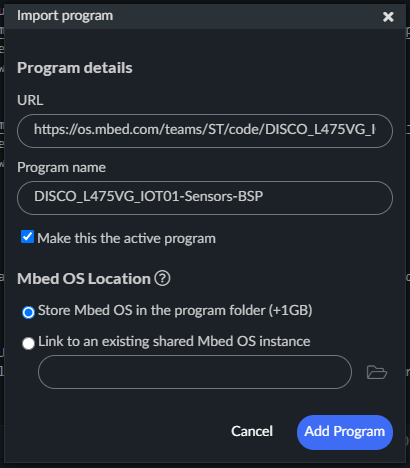 Import program
Program details
URL
https://os.mbed.com/teams/ST/code/DISCO_L475VG_I
Program name
DISCO_L475VG_IOT01-Sensors-BSP
Make this the active program
Mbed OS Location
Store Mbed OS in the program folder (+1GB)
Link to an existing shared Mbed OS instance
Cancel
Add Program